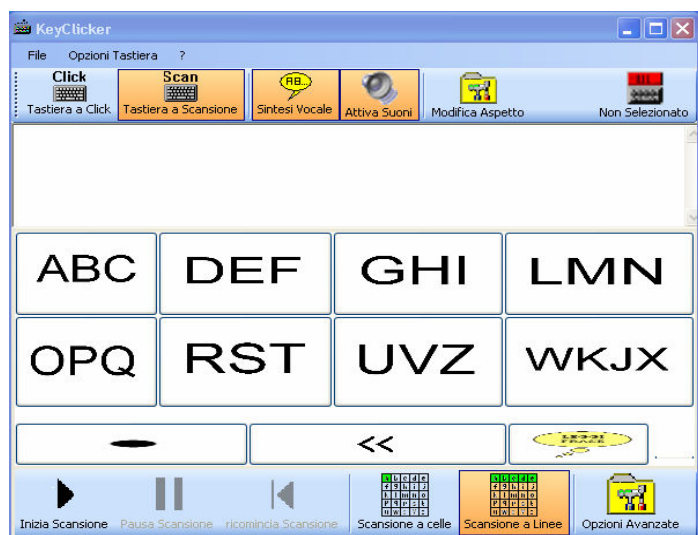 KeyClicker
File Opzioni Tastiera ?
Click Scan AB...
Tastiera a Click Tastiera a Scansione Sintesi Vocale Attiva Suoni Modifica Aspetto Non Selezionato
ABC DEF GHI LMN
OPQ RST UVZ WKJX
<< LEGGI
FRASE
Inizia Scansione Pausa Scansione ricomincia Scansione Scansione a celle Scansione a Linee Opzioni Avanzate